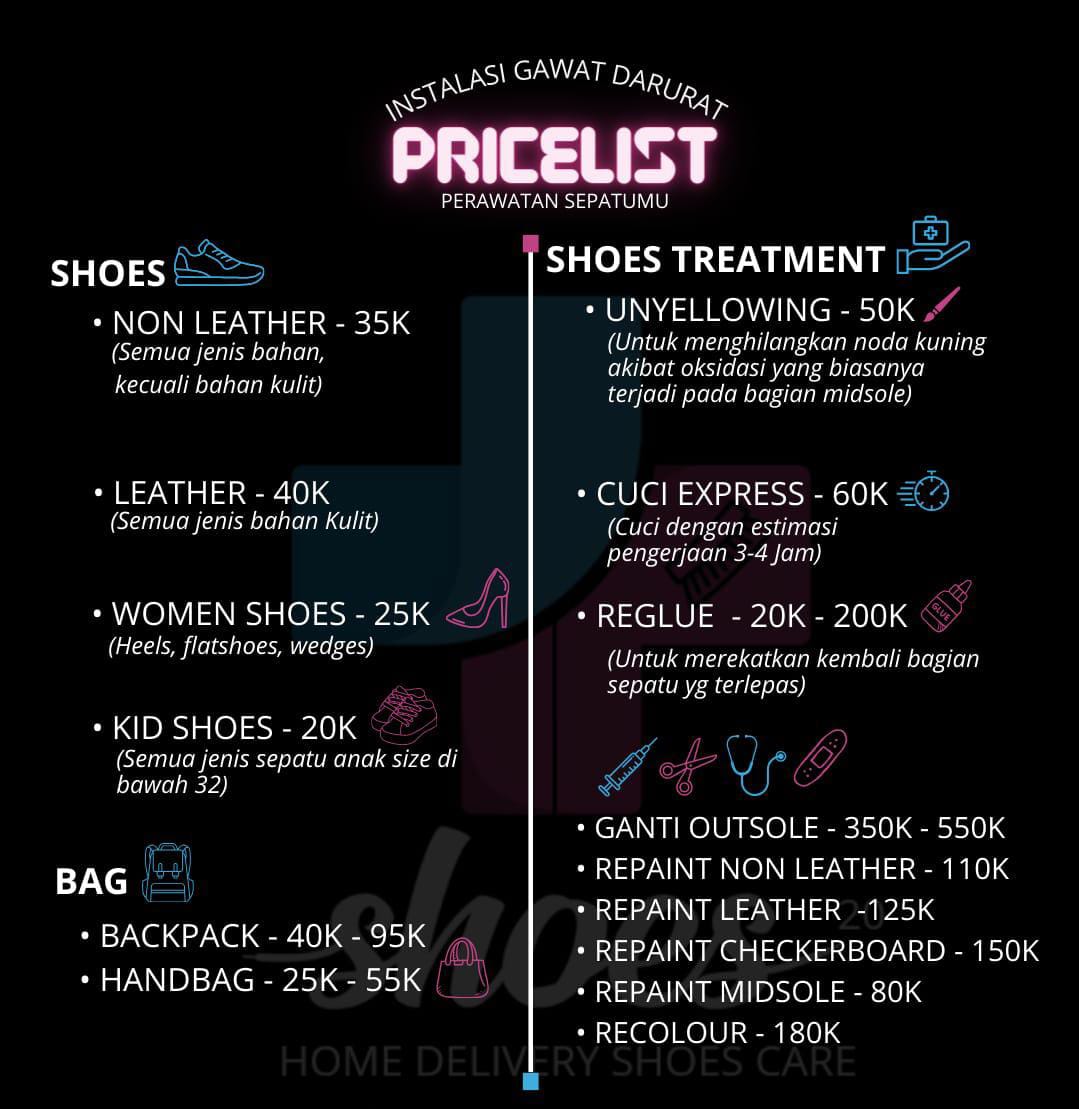 INSTALASI GAWAT DARURAT
PRICELIST
PERAWATAN SEPATUMU
SHOES
• NON LEATHER - 35K
(Semua jenis bahan,
kecuali bahan kulit)
• LEATHER - 40K
(Semua jenis bahan Kulit)
• WOMEN SHOES - 25K
(Heels, flatshoes, wedges)
• KID SHOES - 20K
(Semua jenis sepatu anak size di
bawah 32)
BAG
• BACKPACK - 40K - 95K
• HANDBAG - 25K - 55K
SHOES TREATMENT
• UNYELLOWING - 50K
(Untuk menghilangkan noda kuning
akibat oksidasi yang biasanya
terjadi pada bagian midsole)
• CUCI EXPRESS - 60K
(Cuci dengan estimasi
pengerjaan 3-4 Jam)
• REGLUE - 20K - 200K
GLUE
(Untuk merekatkan kembali bagian
sepatu yg terlepas)
• GANTI OUTSOLE - 350K - 550K
• REPAINT NON LEATHER - 110K
• REPAINT LEATHER -125K
• REPAINT CHECKERBOARD - 150K
• REPAINT MIDSOLE - 80K
• RECOLOUR - 180K
shoes 20
HOME DELIVERY SHOES CARE